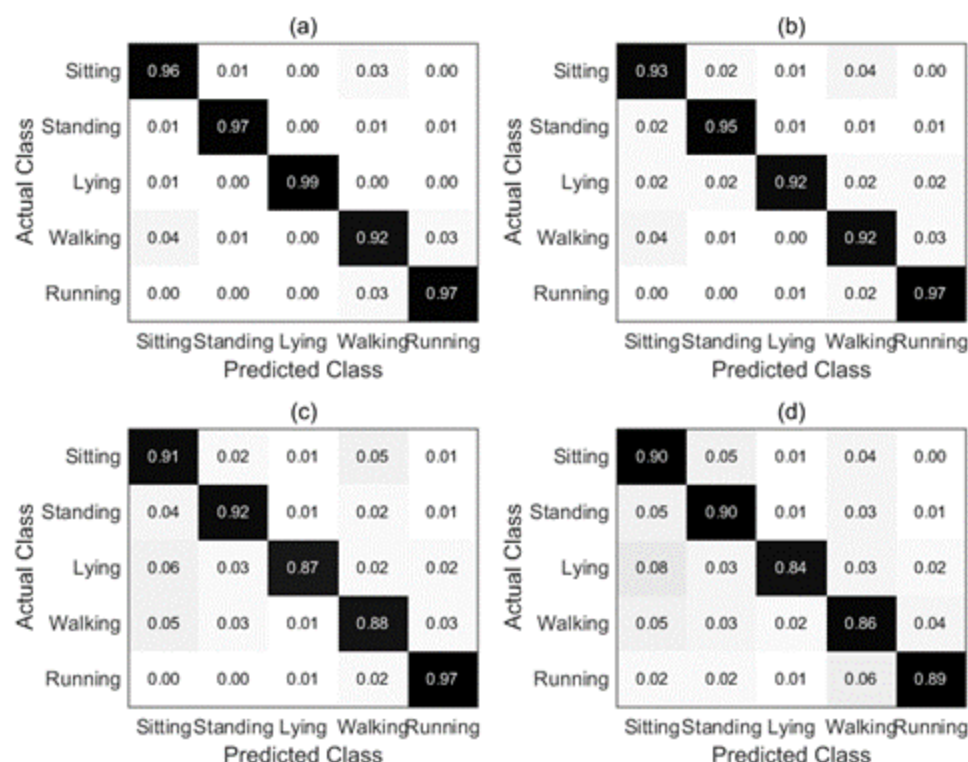 (a)
Sitting 0.96 0.01 0.00 0.03 0.00
Standing 0.01 0.97 0.00 0.01 0.01
Lying 0.01 0.00 0.99 0.00 0.00
Walking 0.04 0.01 0.00 0.92 0.03
Running 0.00 0.00 0.00 0.03 0.97
Sitting Standing Lying Walking Running
Predicted Class
Actual Class
(b)
Sitting 0.93 0.02 0.01 0.04 0.00
Standing 0.02 0.95 0.01 0.01 0.01
Lying 0.02 0.02 0.92 0.02 0.02
Walking 0.04 0.01 0.00 0.92 0.03
Running 0.00 0.00 0.01 0.02 0.97
Sitting Standing Lying Walking Running
Predicted Class
Actual Class
(c)
Sitting 0.91 0.02 0.01 0.05 0.01
Standing 0.04 0.92 0.01 0.02 0.01
Lying 0.06 0.03 0.87 0.02 0.02
Walking 0.05 0.03 0.01 0.88 0.03
Running 0.00 0.00 0.01 0.02 0.97
Sitting Standing Lying Walking Running
Predicted Class
Actual Class
(d)
Sitting 0.90 0.05 0.01 0.04 0.00
Standing 0.05 0.90 0.01 0.03 0.01
Lying 0.08 0.03 0.84 0.03 0.02
Walking 0.05 0.03 0.02 0.86 0.04
Running 0.02 0.02 0.01 0.06 0.89
Sitting Standing Lying Walking Running
Predicted Class
Actual Class